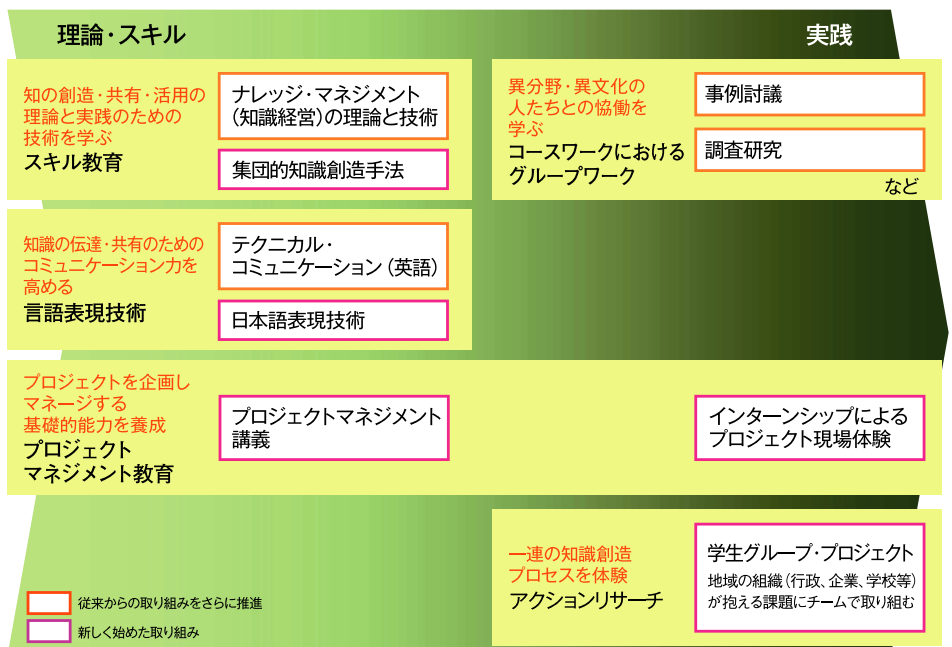 理論・スキル
実践
知の創造・共有・活用の
理論と実践のための
技術を学ぶ
スキル教育
ナレッジ・マネジメント
（知識経営）の理論と技術
集団的知識創造手法
異分野・異文化の
人たちとの恊働を
学ぶ
コースワークにおける
グループワーク
事例討議
調査研究
など
知識の伝達・共有のための
コミュニケーション力を
高める
言語表現技術
テクニカル・
コミュニケーション（英語）
日本語表現技術
プロジェクトを企画し
マネージする
基礎的能力を養成
プロジェクト
マネジメント教育
プロジェクトマネジメント
講義
インターンシップによる
プロジェクト現場体験
一連の知識創造
プロセスを体験
アクションリサーチ
学生グループ・プロジェクト
地域の組織（行政、企業、学校等）
が抱える課題にチームで取り組む
従来からの取り組みをさらに推進
新しく始めた取り組み